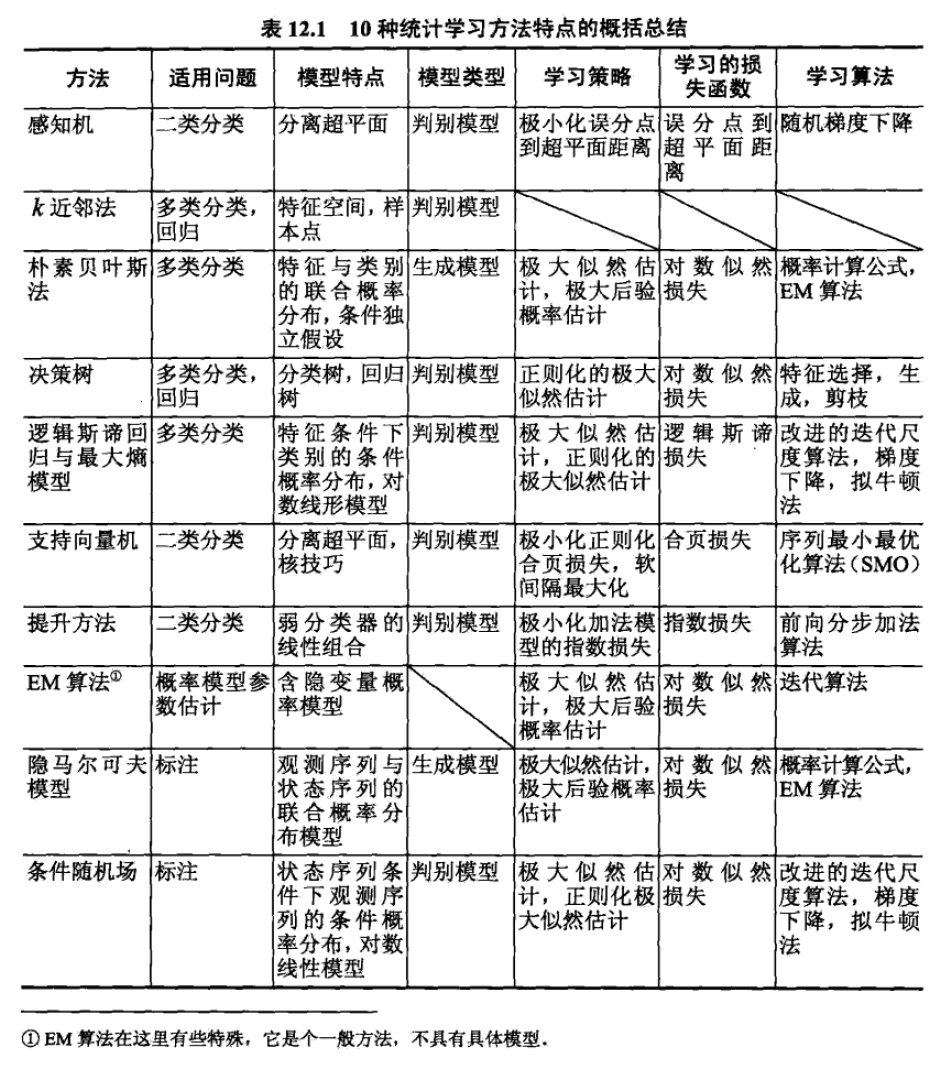 表 12.1 10 种统计学习方法特点的概括总结
方法 适用问题 模型特点 模型类型 学习策略 学习的损失函数 学习算法
感知机 二类分类 分离超平面 判别模型 极小化误分点到超平面距离 误分点到超平面距离 随机梯度下降
k 近邻法 多类分类，回归 特征空间，样本点 判别模型
朴素贝叶斯法 多类分类 特征与类别的联合概率分布，条件独立假设 生成模型 极大似然估计，极大后验概率估计 对数似然损失 概率计算公式，EM 算法
决策树 多类分类，回归 分类树，回归树 判别模型 正则化的极大似然估计 对数似然损失 特征选择，生成，剪枝
逻辑斯谛回归与最大熵模型 多类分类 特征条件下类别的条件概率分布，对数线形模型 判别模型 极大似然估计，正则化的极大似然估计 逻辑斯谛损失 改进的迭代尺度算法，梯度下降，拟牛顿法
支持向量机 二类分类 分离超平面，核技巧 判别模型 极小化正则化合页损失，软间隔最大化 合页损失 序列最小最优化算法（SMO）
提升方法 二类分类 弱分类器的线性组合 判别模型 极小化加法模型的指数损失 指数损失 前向分步加法算法
EM 算法① 概率模型参数估计 含隐变量概率模型 极大似然估计，极大后验概率估计 对数似然损失 迭代算法
隐马尔可夫模型 标注 观测序列与状态序列的联合概率分布模型 生成模型 极大似然估计，极大后验概率估计 对数似然损失 概率计算公式，EM 算法
条件随机场 标注 状态序列条件下观测序列的条件概率分布，对数线性模型 判别模型 极大似然估计，正则化极大似然估计 对数似然损失 改进的迭代尺度算法，梯度下降，拟牛顿法
① EM 算法在这里有些特殊，它是个一般方法，不具有具体模型．